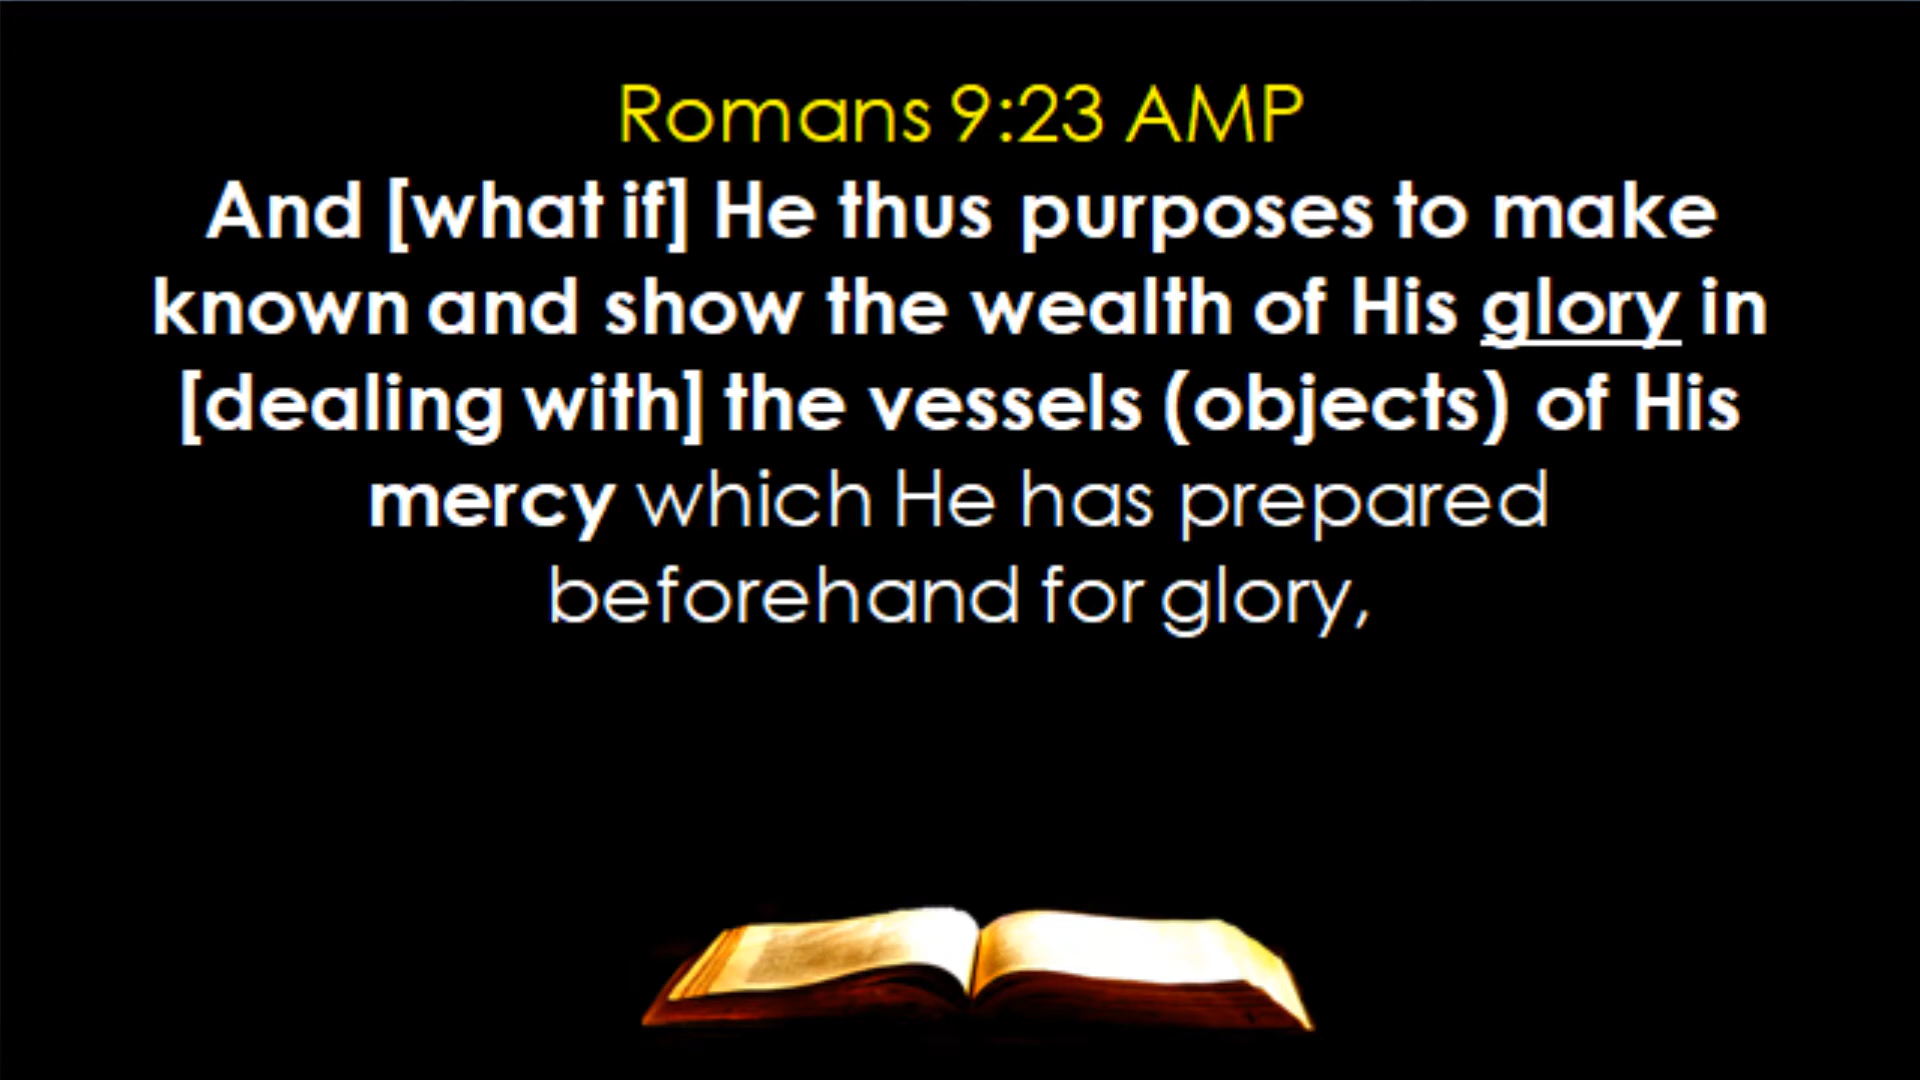 Romans 9:23 AMP
And [what if] He thus purposes to make
known and show the wealth of His glory in
[dealing with] the vessels (objects) of His
mercy which He has prepared
beforehand for glory,